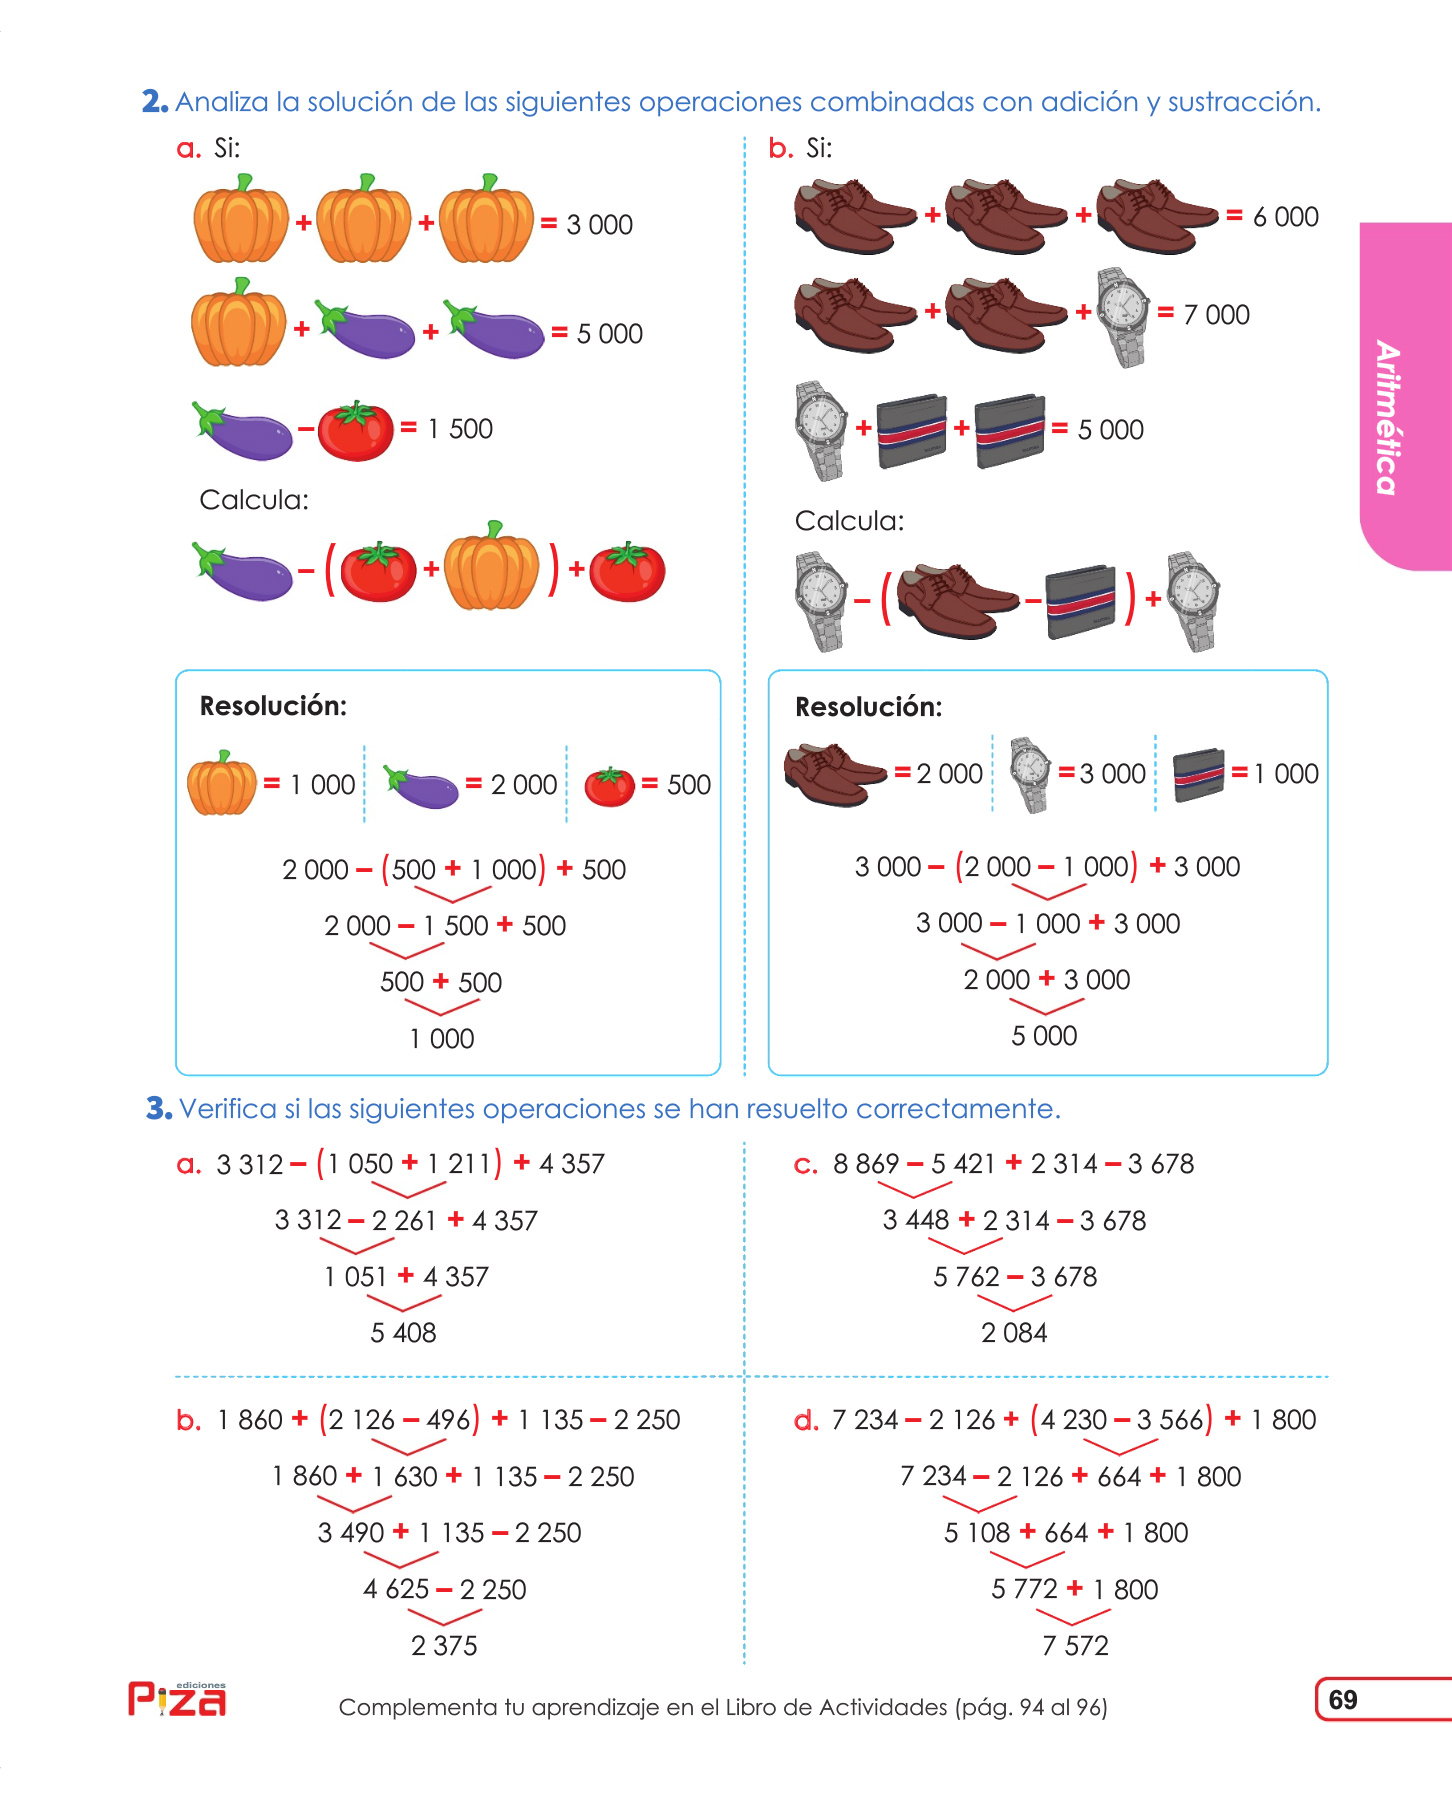 2. Analiza la solución de las siguientes operaciones combinadas con adición y sustracción.
a. Si:
+ + = 3 000
+ + = 5 000
– = 1 500
Calcula:
– ( + ) + 
Resolución:
= 1 000 = 2 000 = 500
2 000 – (500 + 1 000) + 500
2 000 – 1 500 + 500
500 + 500
1 000
b. Si:
+ + = 6 000
+ + = 7 000
+ + = 5 000
Calcula:
– ( – ) +
Resolución:
= 2 000 = 3 000 = 1 000
3 000 – (2 000 – 1 000) + 3 000
3 000 – 1 000 + 3 000
2 000 + 3 000
5 000
Aritmética
3. Verifica si las siguientes operaciones se han resuelto correctamente.
a. 3 312 – (1 050 + 1 211) + 4 357
3 312 – 2 261 + 4 357
1 051 + 4 357
5 408
c. 8 869 – 5 421 + 2 314 – 3 678
3 448 + 2 314 – 3 678
5 762 – 3 678
2 084
b. 1 860 + (2 126 – 496) + 1 135 – 2 250
1 860 + 1 630 + 1 135 – 2 250
3 490 + 1 135 – 2 250
4 625 – 2 250
2 375
d. 7 234 – 2 126 + (4 230 – 3 566) + 1 800
7 234 – 2 126 + 664 + 1 800
5 108 + 664 + 1 800
5 772 + 1 800
7 572
ediciones
Piza
Complementa tu aprendizaje en el Libro de Actividades (pág. 94 al 96)
69